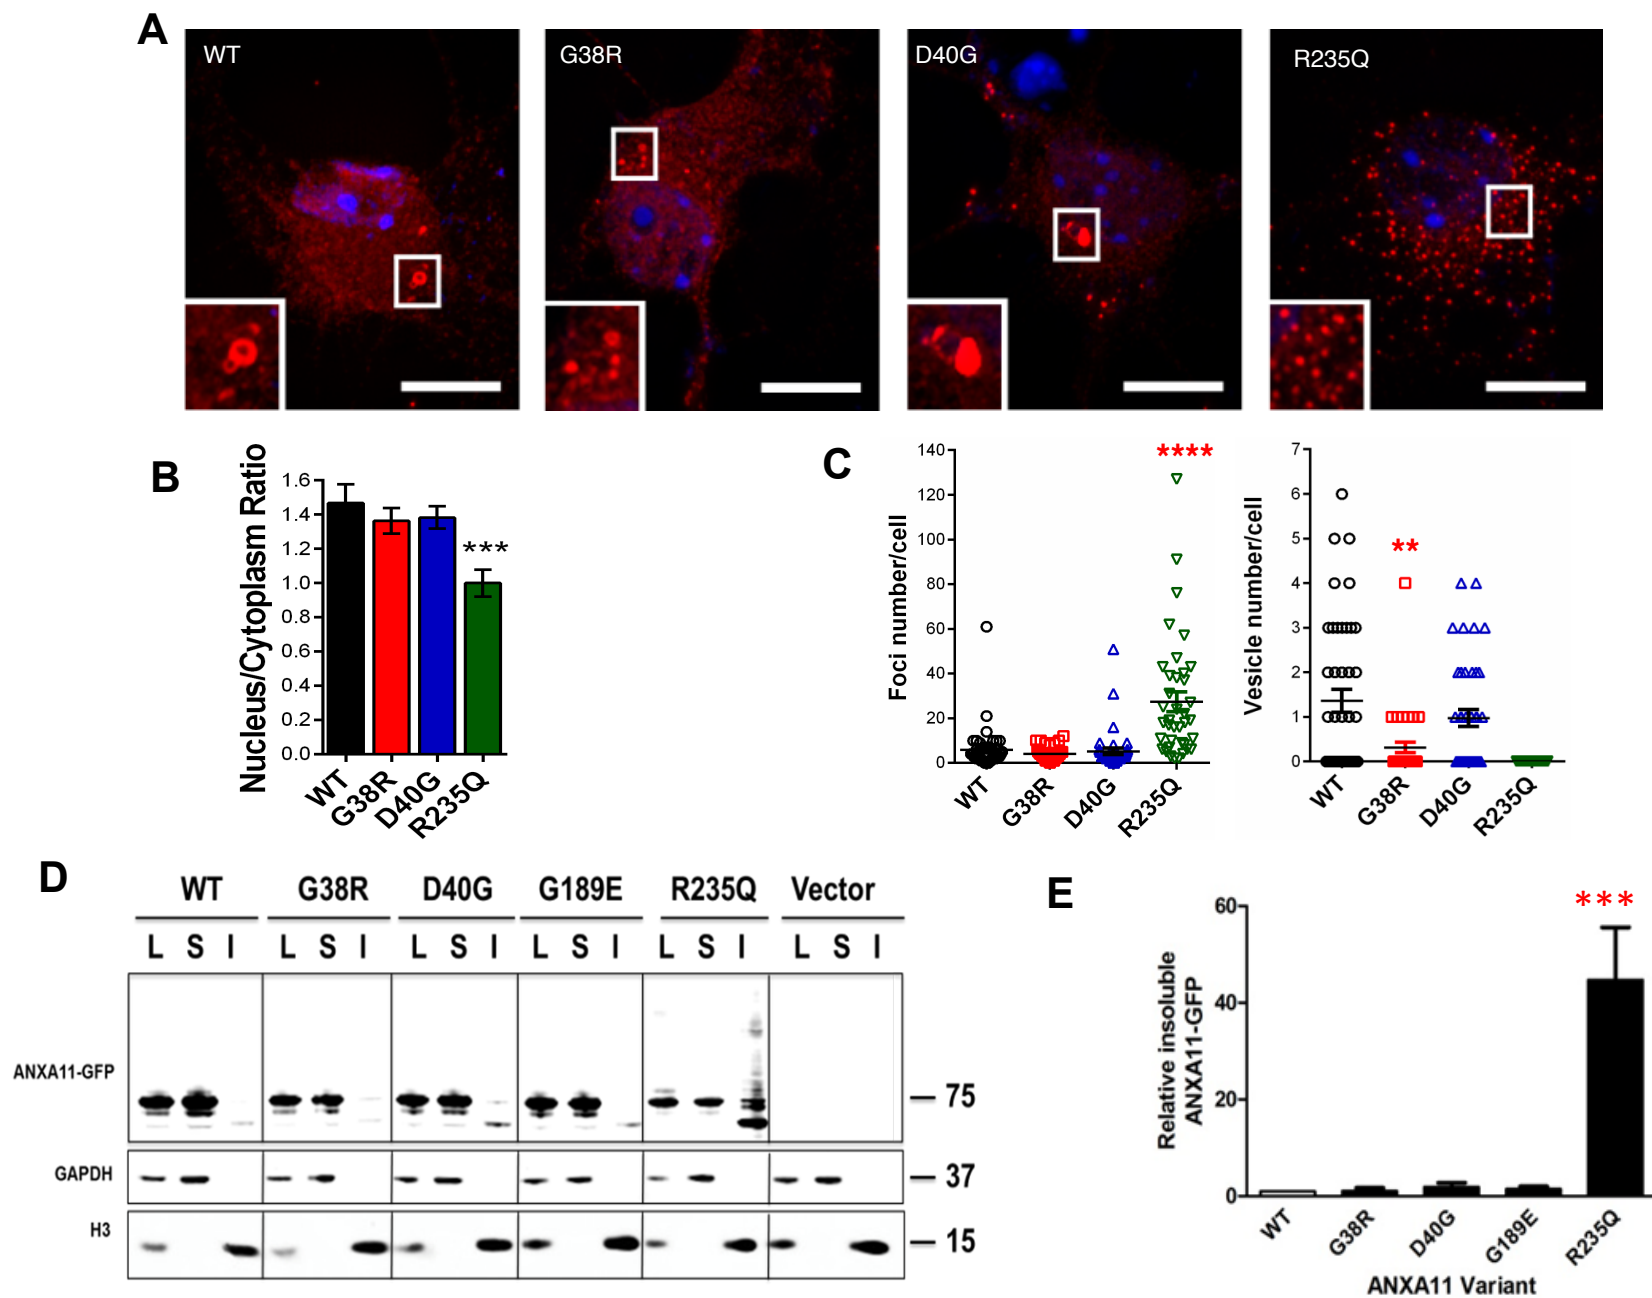 A
WT
G38R
D40G
R235Q
B
Nucleus/Cytoplasm Ratio
1.6
1.4
1.2
1.0
0.8
0.6
0.4
0.2
0.0
***
WT
G38R
D40G
R235Q
C
Foci number/cell
140
120
100
80
60
40
20
0
****
WT
G38R
D40G
R235Q
Vesicle number/cell
7
6
5
4
3
2
1
0
**
WT
G38R
D40G
R235Q
D
WT G38R D40G G189E R235Q Vector
L S I L S I L S I L S I L S I L S I
ANXA11-GFP
75
GAPDH
37
H3
15
E
Relative insoluble
ANXA11-GFP
60
40
20
0
***
WT
G38R
D40G
G189E
R235Q
ANXA11 Variant